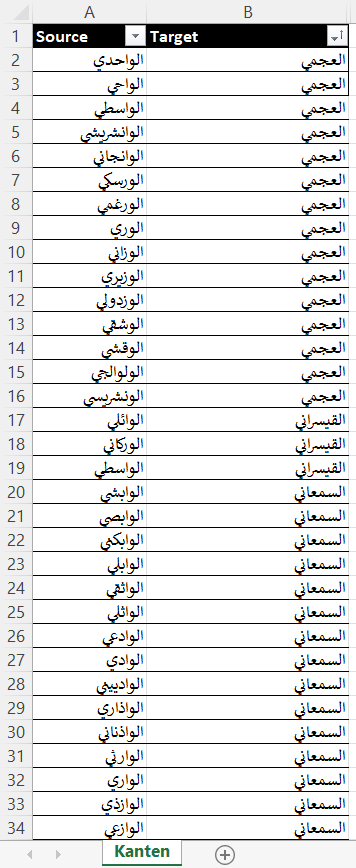 A B
1 Source Target
2 الواحدي العجمي
3 الواحي العجمي
4 الواسطي العجمي
5 الوانشريشي العجمي
6 الوانجاني العجمي
7 الورسكي العجمي
8 الورغمي العجمي
9 الوري العجمي
10 الوزاني العجمي
11 الوزيري العجمي
12 الوزدولي العجمي
13 الوشقي العجمي
14 الوقشي العجمي
15 الولوالجي العجمي
16 الونشريسي العجمي
17 الوائلي القيسراني
18 الوركاني القيسراني
19 الواسطي القيسراني
20 الوابشي السمعاني
21 الوابصي السمعاني
22 الوابكني السمعاني
23 الوابلي السمعاني
24 الواثقي السمعاني
25 الواثلي السمعاني
26 الوادعي السمعاني
27 الوادي السمعاني
28 الوادييني السمعاني
29 الواذاري السمعاني
30 الواذناني السمعاني
31 الوارثي السمعاني
32 الواري السمعاني
33 الوازذي السمعاني
34 الوازعي السمعاني
Kanten